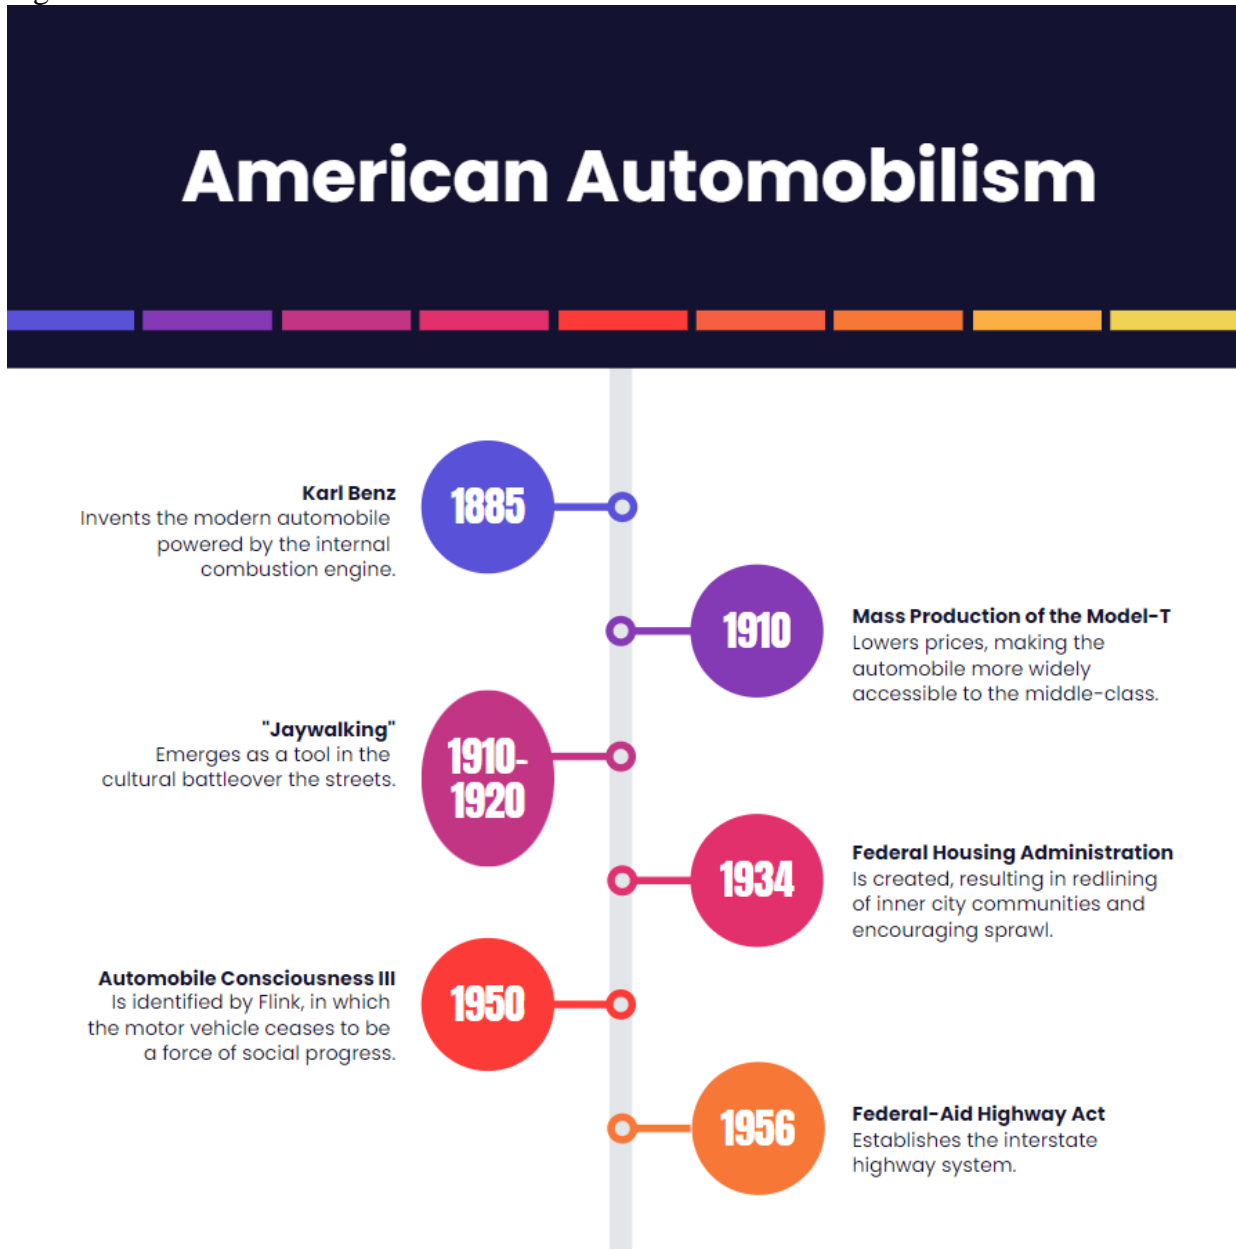 American Automobilism
1885
Karl Benz
Invents the modern automobile
powered by the internal
combustion engine.
1910
Mass Production of the Model-T
Lowers prices, making the
automobile more widely
accessible to the middle-class.
1910-
1920
"Jaywalking"
Emerges as a tool in the
cultural battleover the streets.
1934
Federal Housing Administration
Is created, resulting in redlining
of inner city communities and
encouraging sprawl.
1950
Automobile Consciousness III
Is identified by Flink, in which
the motor vehicle ceases to be
a force of social progress.
1956
Federal-Aid Highway Act
Establishes the interstate
highway system.